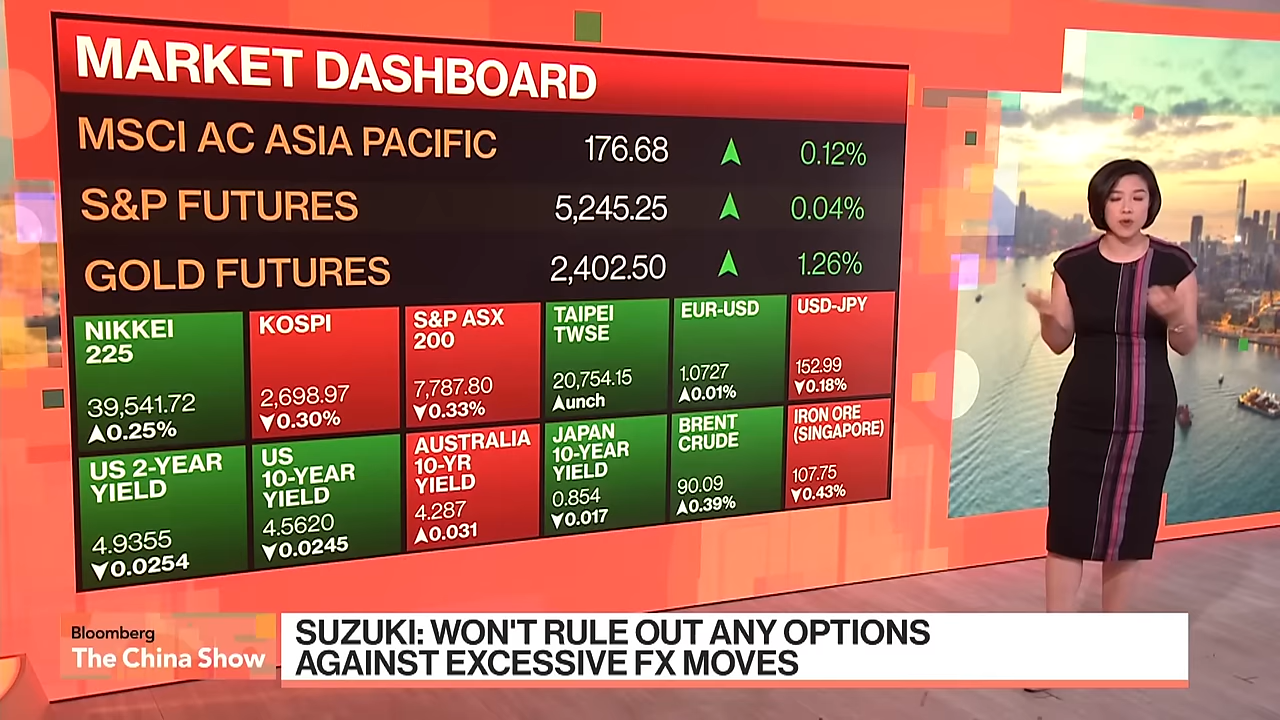 MARKET DASHBOARD
MSCI AC ASIA PACIFIC 176.68 ▲ 0.12%
S&P FUTURES 5,245.25 ▲ 0.04%
GOLD FUTURES 2,402.50 ▲ 1.26%
NIKKEI
225
39,541.72
▲0.25%
KOSPI
2,698.97
▼0.30%
S&P ASX
200
7,787.80
▼0.33%
TAIPEI
TWSE
20,754.15
▲unch
EUR-USD
1.0727
▲0.01%
USD-JPY
152.99
▼0.18%
US 2-YEAR
YIELD
4.9355
▼0.0254
US
10-YEAR
YIELD
4.5620
▼0.0245
AUSTRALIA
10-YR
YIELD
4.287
▲0.031
JAPAN
10-YEAR
YIELD
0.854
▼0.017
BRENT
CRUDE
90.09
▲0.39%
IRON ORE
(SINGAPORE)
107.75
▼0.43%
Bloomberg
The China Show
SUZUKI: WON'T RULE OUT ANY OPTIONS
AGAINST EXCESSIVE FX MOVES